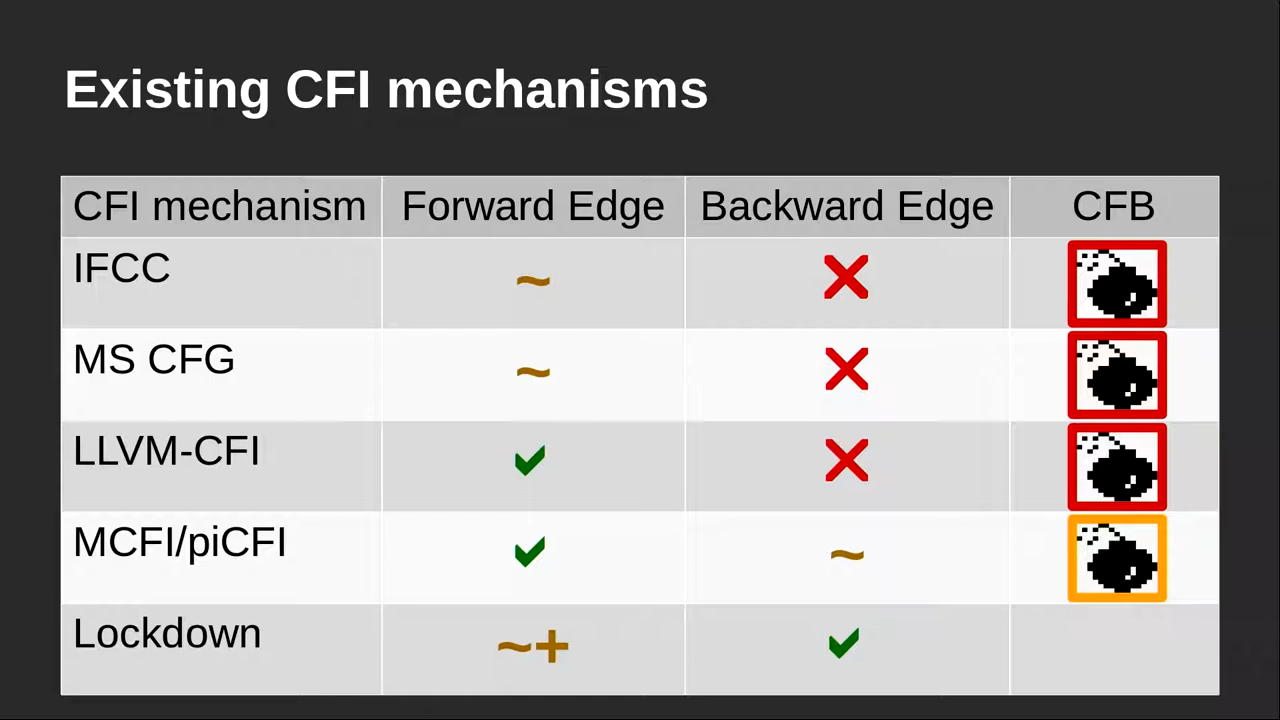 Existing CFI mechanisms
CFI mechanism Forward Edge Backward Edge CFB
IFCC ~
MS CFG ~
LLVM-CFI
MCFI/piCFI ~
Lockdown ~+